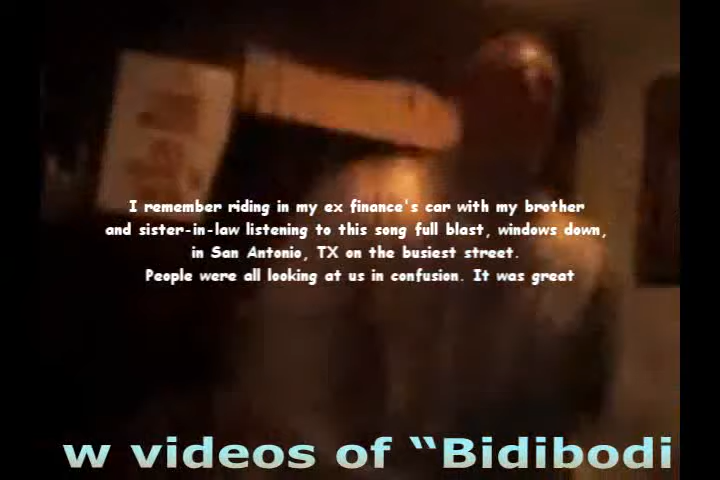 I remember riding in my ex finance's car with my brother
and sister-in-law listening to this song full blast, windows down,
in San Antonio, TX on the busiest street.
People were all looking at us in confusion. It was great
w videos of “Bidibodi